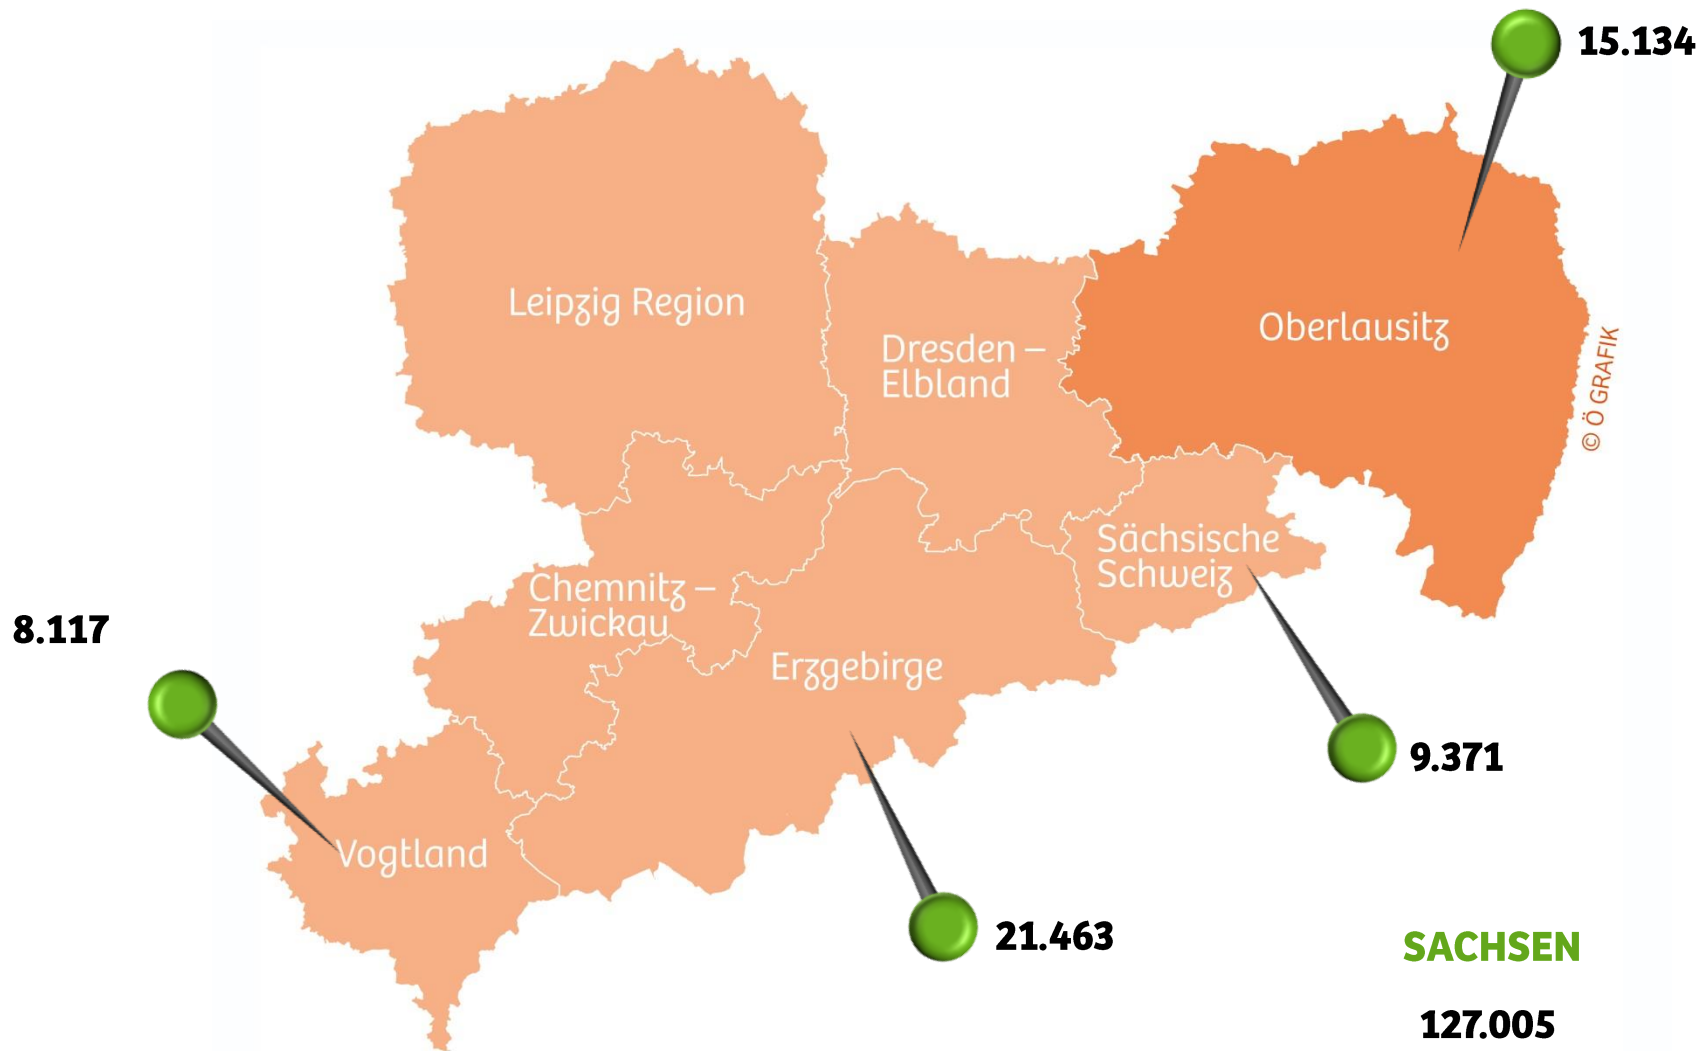 15.134
Leipzig Region
Oberlausitz
Dresden –
Elbland
© Ö GRAFIK
Sächsische
Schweiz
Chemnitz –
Zwickau
8.117
Erzgebirge
9.371
Vogtland
21.463
SACHSEN
127.005